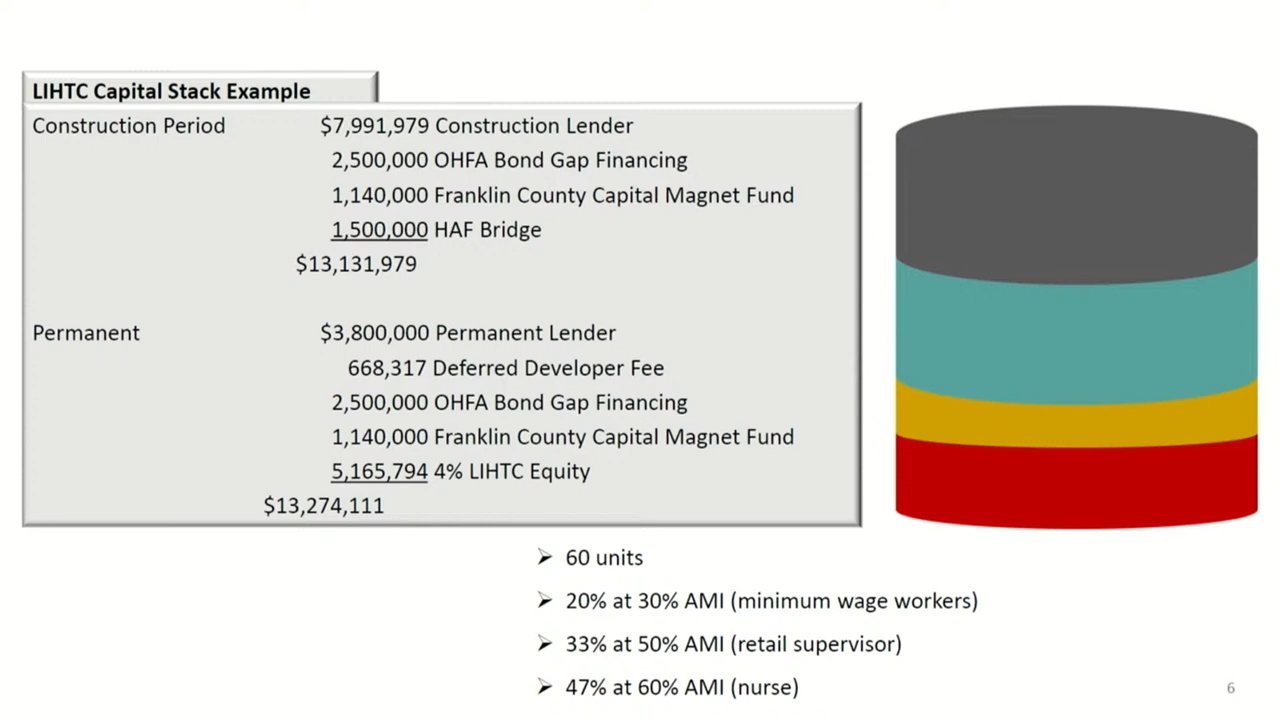 LIHTC Capital Stack Example
Construction Period $7,991,979 Construction Lender
2,500,000 OHFA Bond Gap Financing
1,140,000 Franklin County Capital Magnet Fund
1,500,000 HAF Bridge
$13,131,979
Permanent $3,800,000 Permanent Lender
668,317 Deferred Developer Fee
2,500,000 OHFA Bond Gap Financing
1,140,000 Franklin County Capital Magnet Fund
5,165,794 4% LIHTC Equity
$13,274,111
➢ 60 units
➢ 20% at 30% AMI (minimum wage workers)
➢ 33% at 50% AMI (retail supervisor)
➢ 47% at 60% AMI (nurse)
6